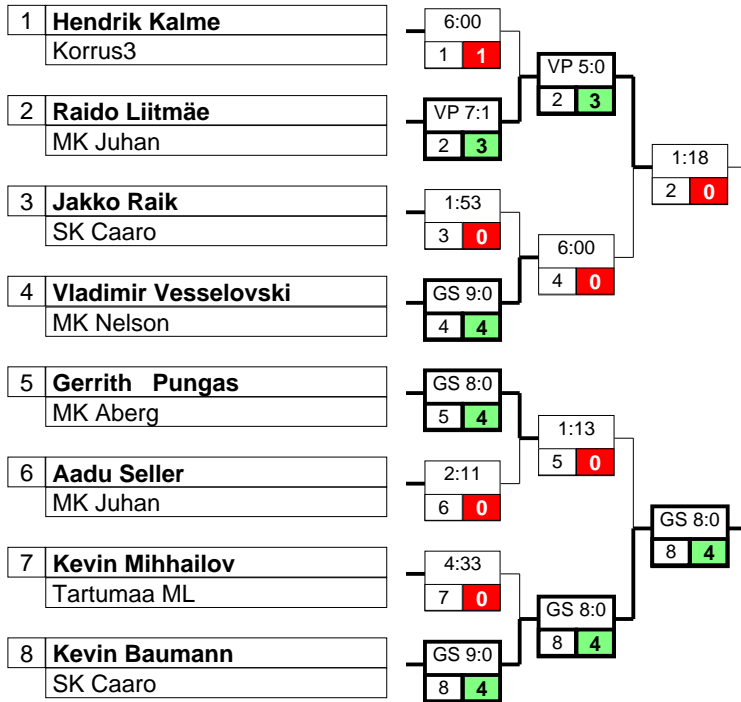 1 Hendrik Kalme
Korrus3
6:00
1 1
VP 5:0
2 3
2 Raido Liitmäe
MK Juhan
VP 7:1
2 3
1:18
2 0
3 Jakko Raik
SK Caaro
1:53
3 0
6:00
4 0
4 Vladimir Vesselovski
MK Nelson
GS 9:0
4 4
5 Gerrith   Pungas
MK Aberg
GS 8:0
5 4
1:13
5 0
6 Aadu Seller
MK Juhan
2:11
6 0
GS 8:0
8 4
7 Kevin Mihhailov
Tartumaa ML
4:33
7 0
GS 8:0
8 4
8 Kevin Baumann
SK Caaro
GS 9:0
8 4